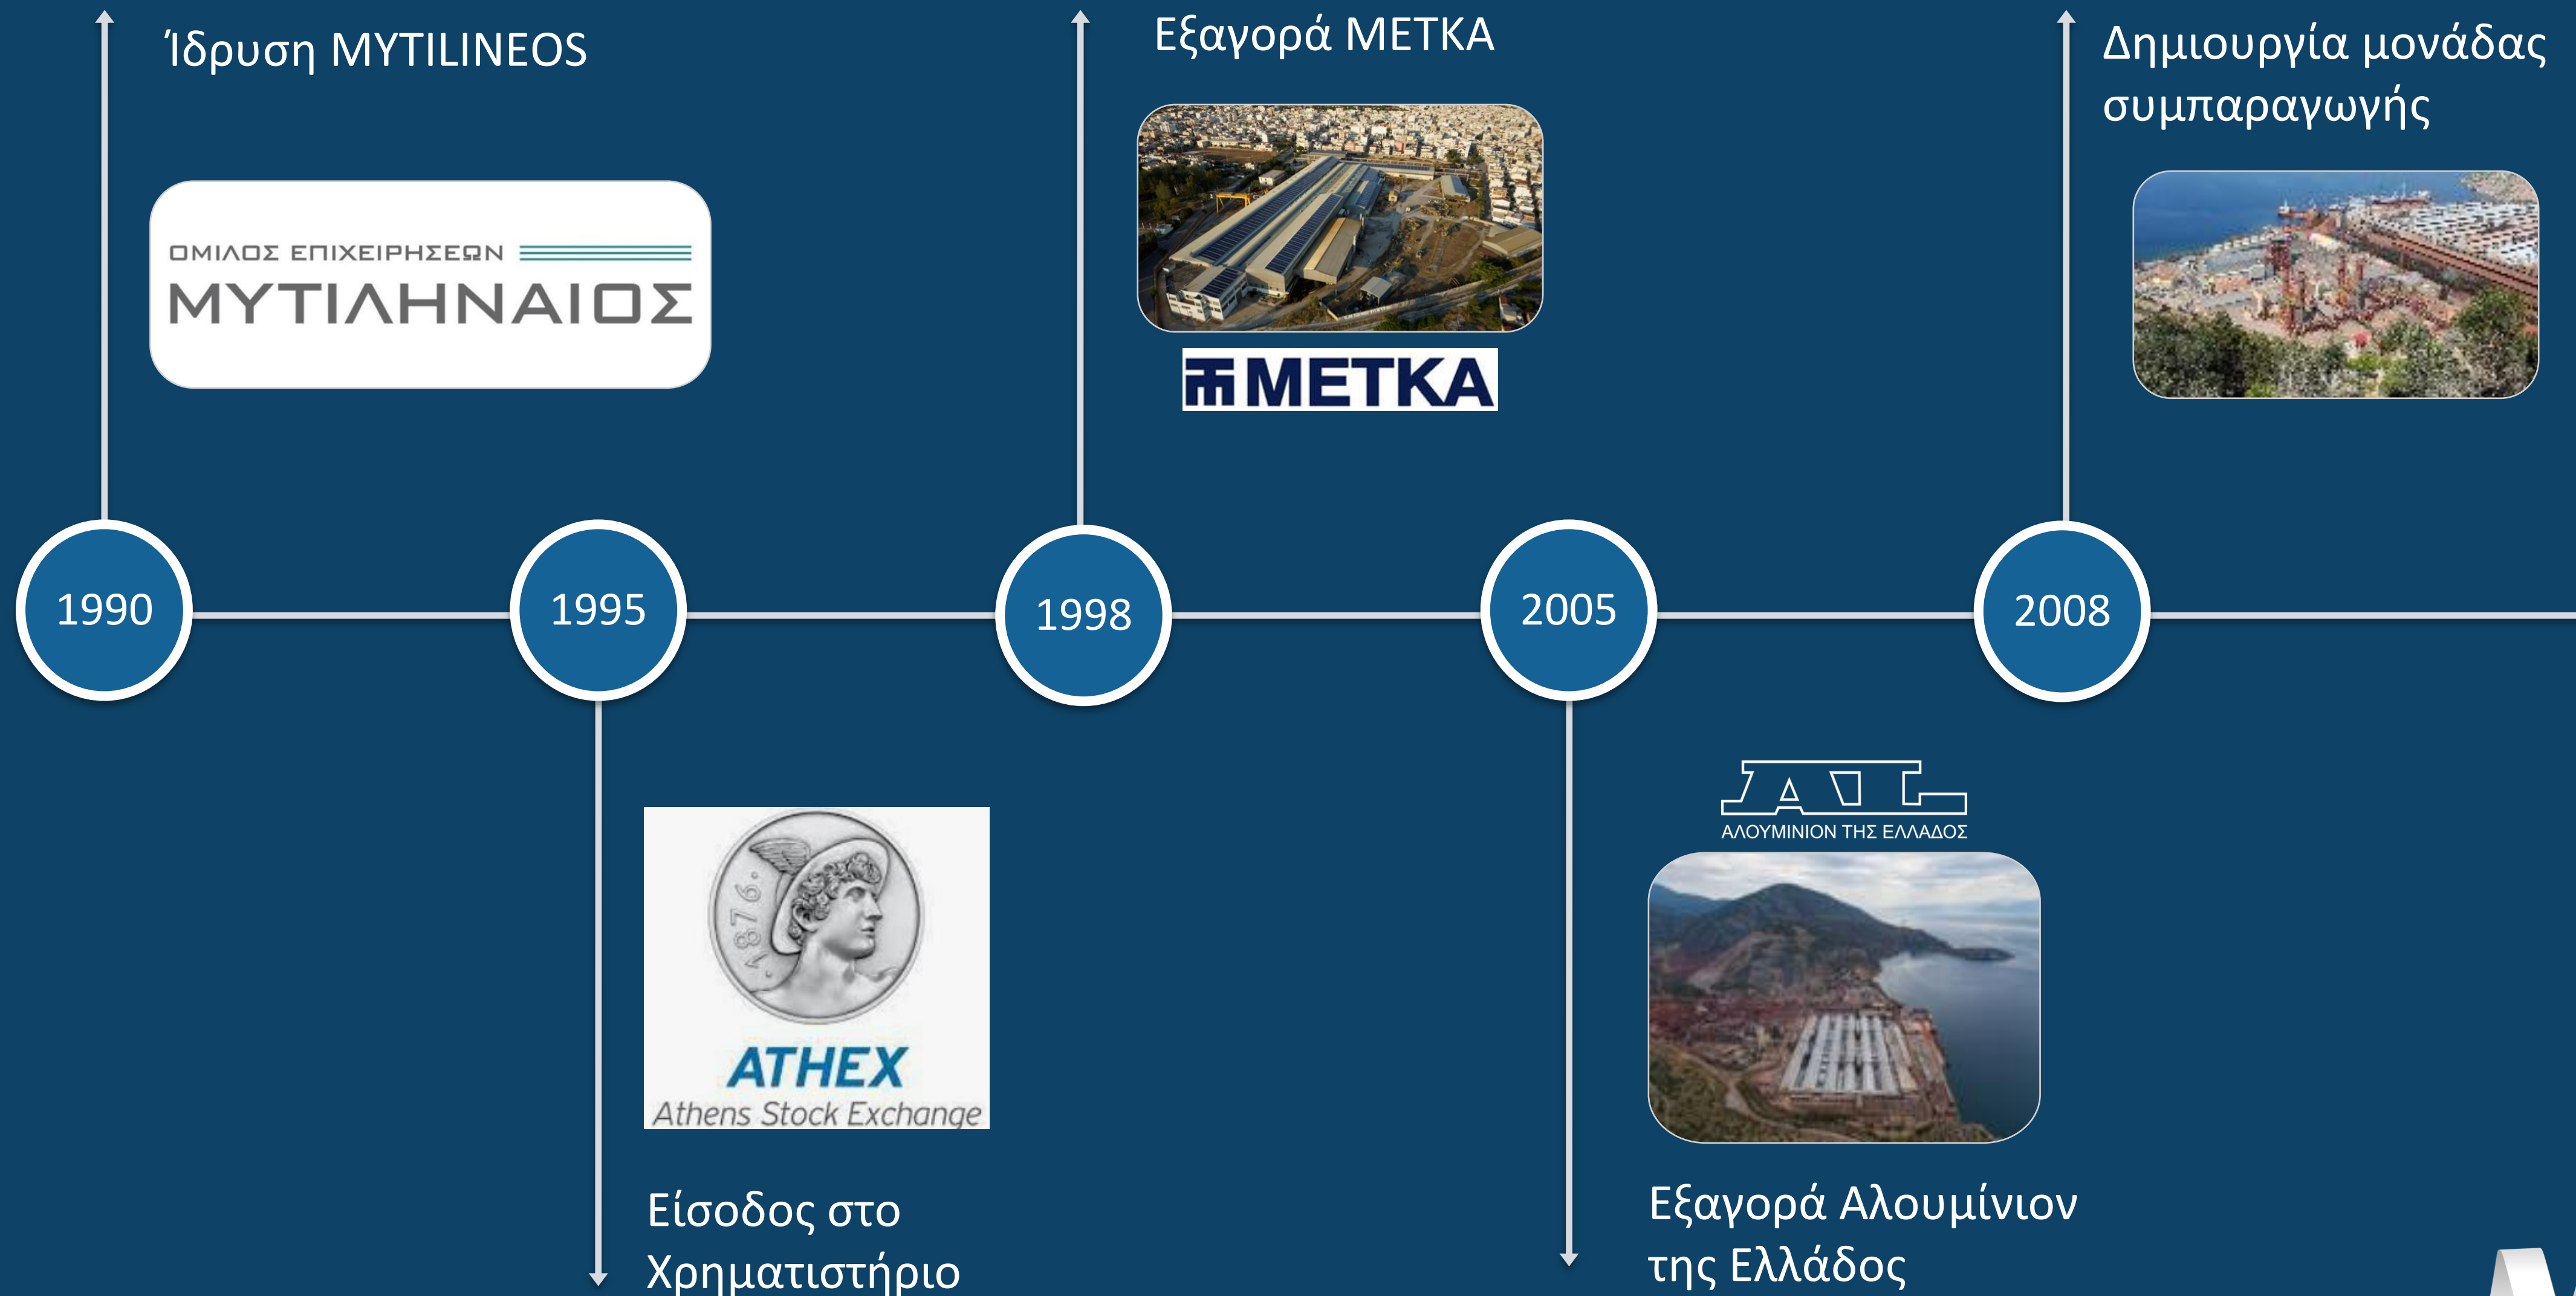 Ίδρυση MYTILINEOS
ΟΜΙΛΟΣ ΕΠΙΧΕΙΡΗΣΕΩΝ
ΜΥΤΙΛΗΝΑΙΟΣ
Εξαγορά ΜΕΤΚΑ
ΜΕΤΚΑ
Δημιουργία μονάδας
συμπαραγωγής
1990
1995
1998
2005
2008
·1876·
ATHEX
Athens Stock Exchange
Είσοδος στο
Χρηματιστήριο
ΑΛΟΥΜΙΝΙΟΝ ΤΗΣ ΕΛΛΑΔΟΣ
Εξαγορά Αλουμίνιον
της Ελλάδος